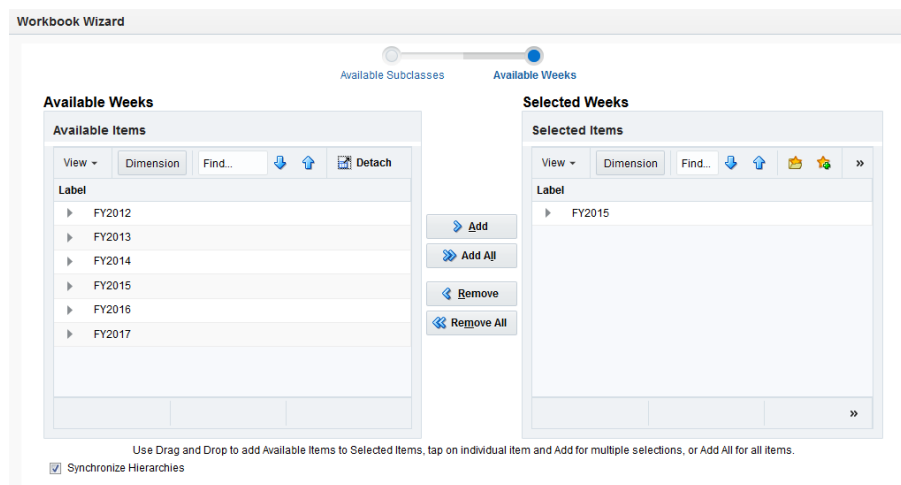 Workbook Wizard
Available Subclasses Available Weeks
Available Weeks
Available Items
View Dimension Find... Detach
Label
FY2012
FY2013
FY2014
FY2015
FY2016
FY2017
Add
Add All
Remove
Remove All
Selected Weeks
Selected Items
View Dimension Find... »
Label
FY2015
»
Use Drag and Drop to add Available Items to Selected Items, tap on individual item and Add for multiple selections, or Add All for all items.
Synchronize Hierarchies